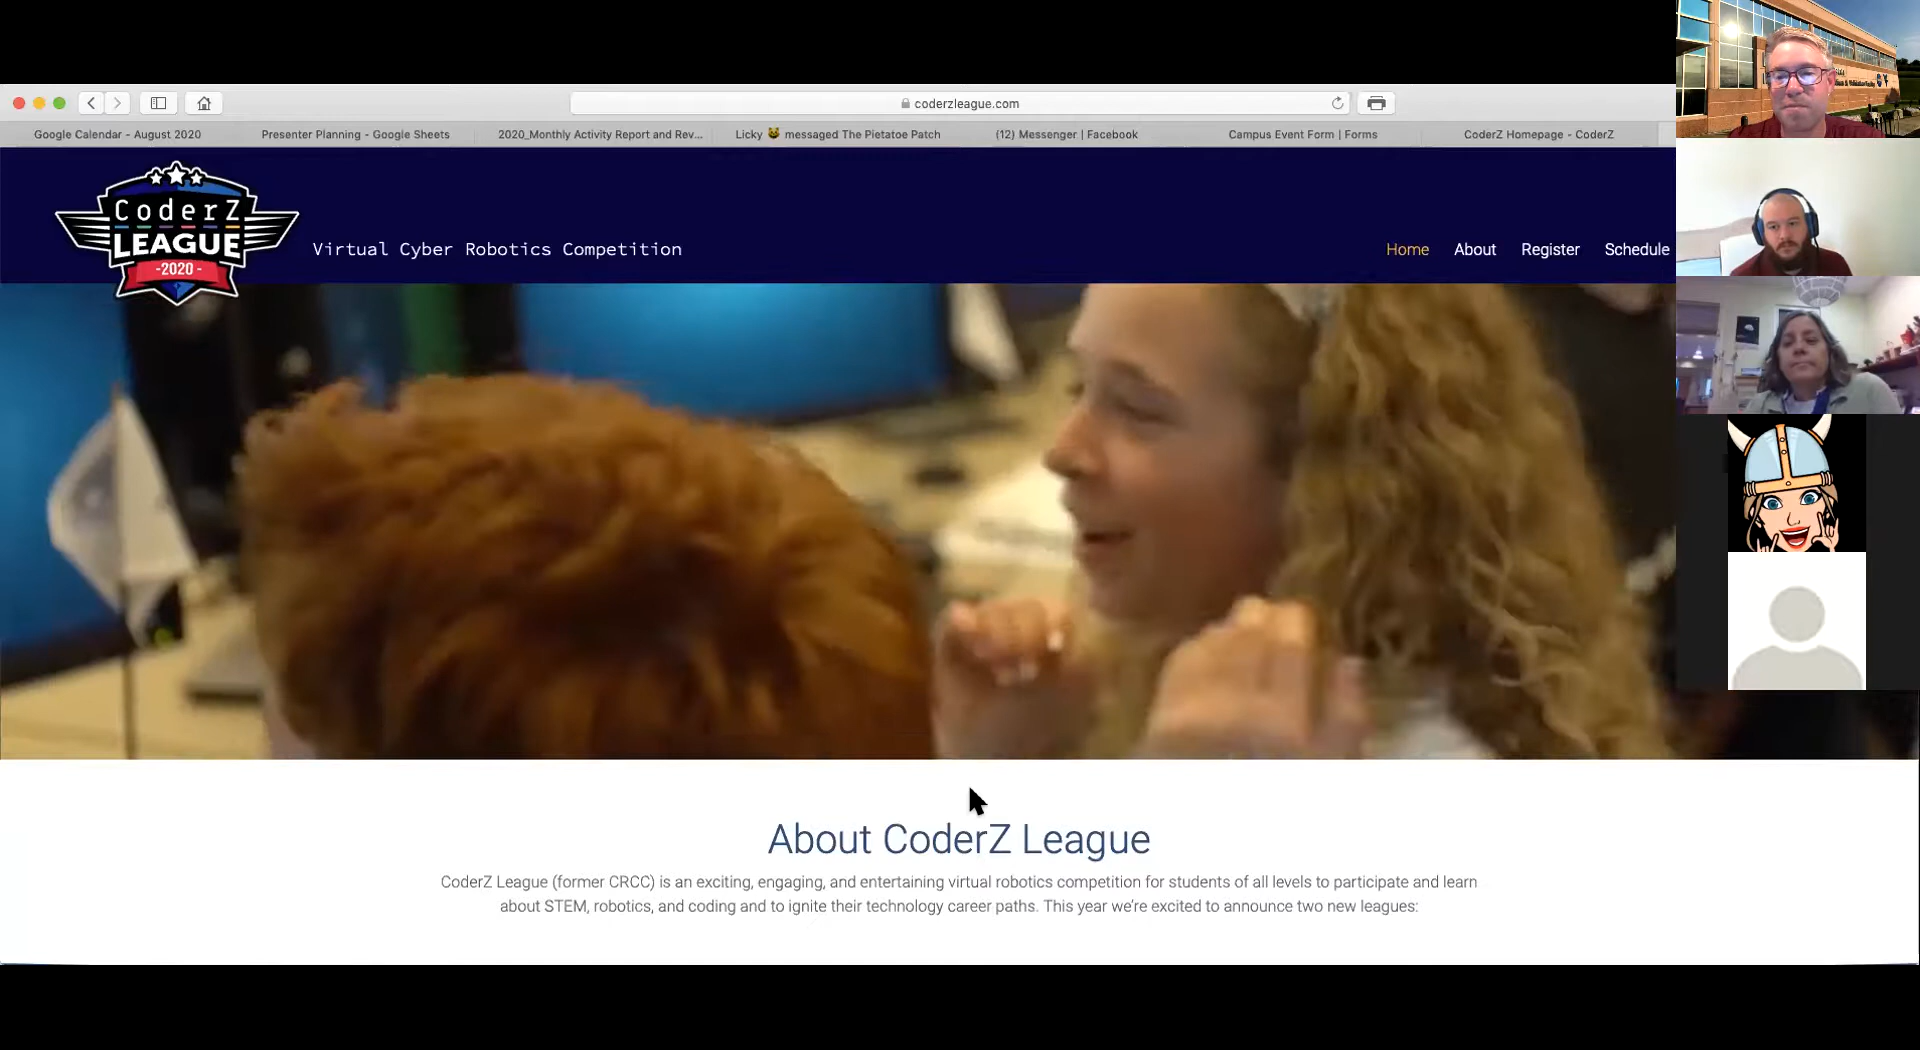 coderzleague.com
Google Calendar - August 2020
Presenter Planning - Google Sheets
2020_Monthly Activity Report and Rev...
Licky 😺 messaged The Pietatoe Patch
(12) Messenger | Facebook
Campus Event Form | Forms
CoderZ Homepage - CoderZ
CoderZ
LEAGUE
-2020-
Virtual Cyber Robotics Competition
Home
About
Register
Schedule
About CoderZ League
CoderZ League (former CRCC) is an exciting, engaging, and entertaining virtual robotics competition for students of all levels to participate and learn
about STEM, robotics, and coding and to ignite their technology career paths. This year we're excited to announce two new leagues: